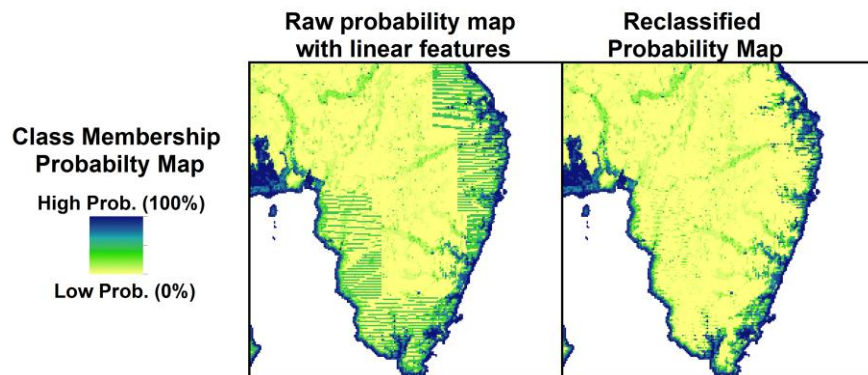 Raw probability map
with linear features
Reclassified
Probability Map
Class Membership
Probabilty Map
High Prob. (100%)
Low Prob. (0%)